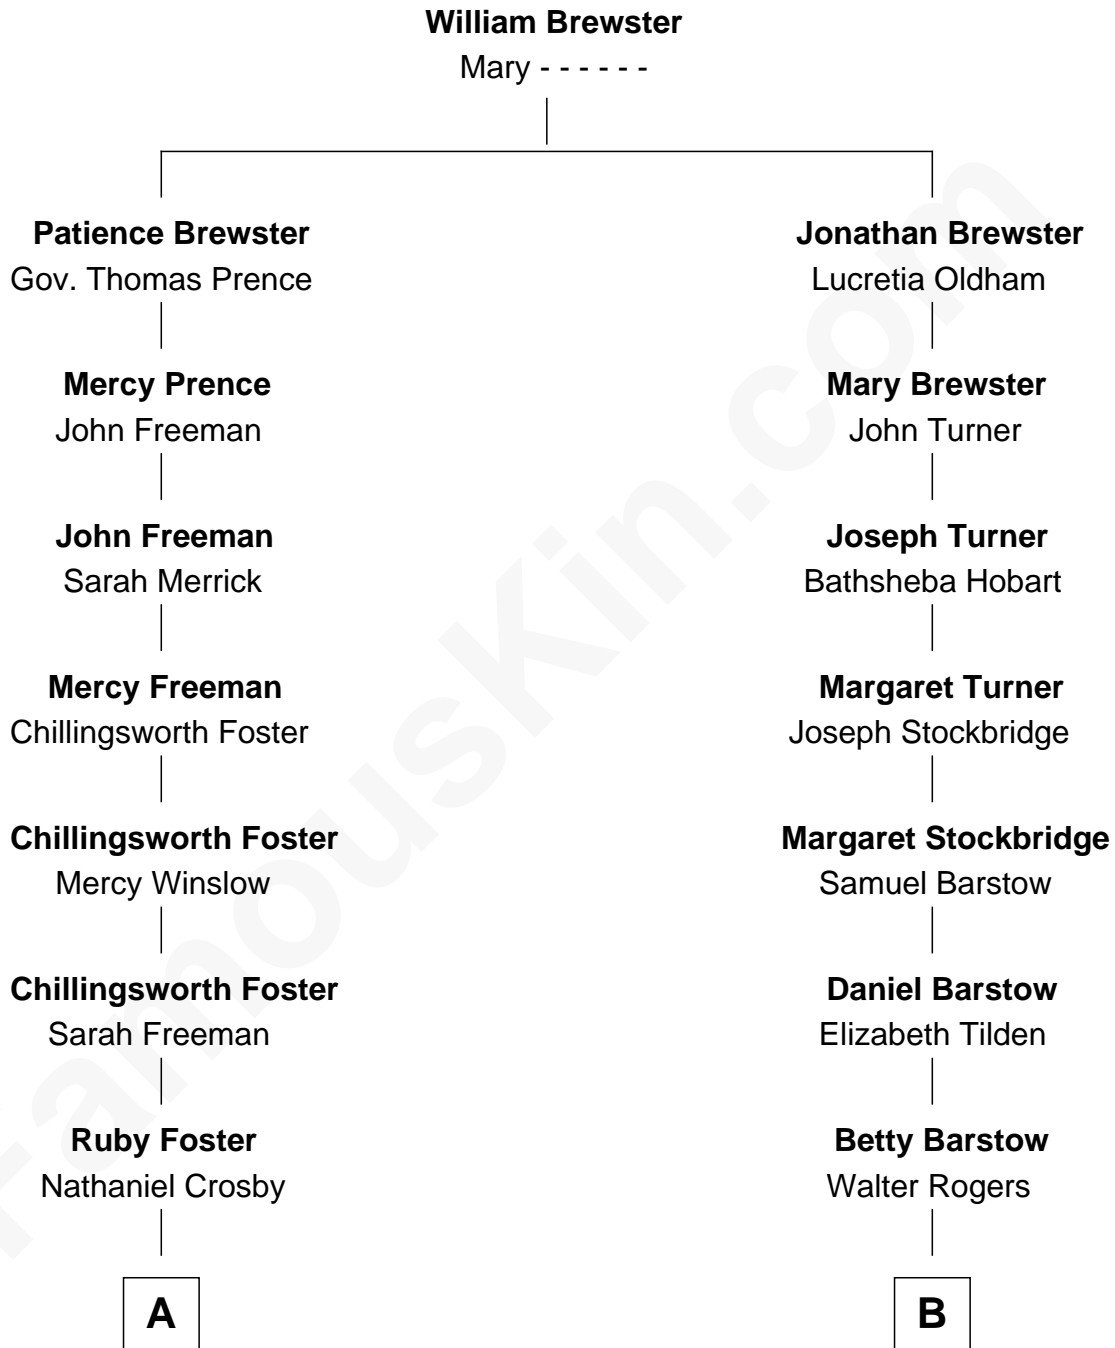 William Brewster
Mary - - - - - -
Patience Brewster
Gov. Thomas Prence
Jonathan Brewster
Lucretia Oldham
Mercy Prence
John Freeman
Mary Brewster
John Turner
John Freeman
Sarah Merrick
Joseph Turner
Bathsheba Hobart
Mercy Freeman
Chillingsworth Foster
Margaret Turner
Joseph Stockbridge
Chillingsworth Foster
Mercy Winslow
Margaret Stockbridge
Samuel Barstow
Chillingsworth Foster
Sarah Freeman
Daniel Barstow
Elizabeth Tilden
Ruby Foster
Nathaniel Crosby
Betty Barstow
Walter Rogers
A
B
FamousKin.com